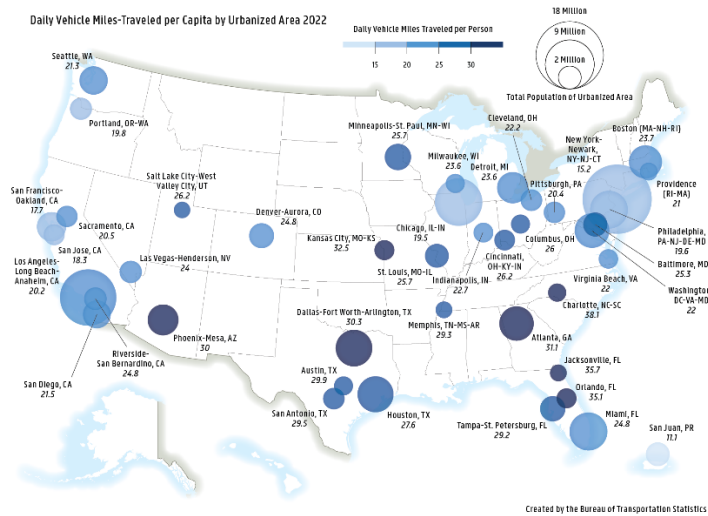 Daily Vehicle Miles-Traveled per Capita by Urbanized Area 2022
Daily Vehicle Miles Traveled per Person
15 20 25 30
18 Million
9 Million
2 Million
Total Population of Urbanized Area
Seattle, WA
21.3
Portland, OR-WA
19.8
Minneapolis-St. Paul, MN-WI
25.7
Cleveland, OH
22.2
Milwaukee, WI
23.6
Detroit, MI
23.6
New York-
Newark,
NY-NJ-CT
15.2
Boston (MA-NH-RI)
23.7
Pittsburgh, PA
20.4
Providence
(RI-MA)
21
Salt Lake City-West
Valley City, UT
26.2
San Francisco-
Oakland, CA
17.7
Sacramento, CA
20.5
Denver-Aurora, CO
24.8
Chicago, IL-IN
19.5
Kansas City, MO-KS
32.5
San Jose, CA
18.3
Las Vegas-Henderson, NV
24
St. Louis, MO-IL
25.7
Indianapolis, IN
22.7
Cincinnati,
OH-KY-IN
26.2
Columbus, OH
26
Philadelphia,
PA-NJ-DE-MD
19.6
Baltimore, MD
25.3
Washington
DC-VA-MD
22
Virginia Beach, VA
22
Los Angeles-
Long Beach-
Anaheim, CA
20.2
Charlotte, NC-SC
38.1
Phoenix-Mesa, AZ
30
Dallas-Fort Worth-Arlington, TX
30.3
Memphis, TN-MS-AR
29.3
Atlanta, GA
31.1
Riverside-
San Bernardino, CA
24.8
San Diego, CA
21.5
Austin, TX
29.9
San Antonio, TX
29.5
Houston, TX
27.6
Jacksonville, FL
35.7
Orlando, FL
35.1
Tampa-St. Petersburg, FL
29.2
Miami, FL
24.8
San Juan, PR
11.1
Created by the Bureau of Transportation Statistics